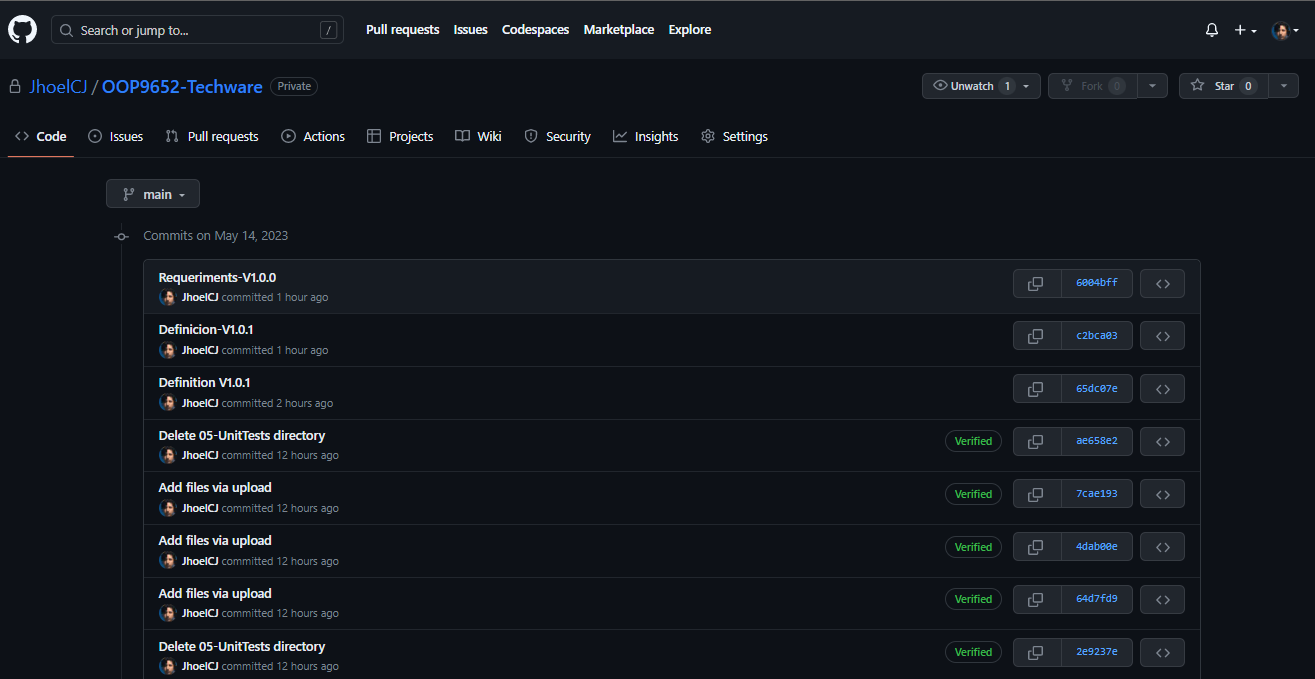 Search or jump to... / Pull requests Issues Codespaces Marketplace Explore
JhoelCJ / OOP9652-Techware Private Unwatch 1 Fork 0 Star 0
Code Issues Pull requests Actions Projects Wiki Security Insights Settings
main
Commits on May 14, 2023
Requeriments-V1.0.0
JhoelCJ committed 1 hour ago 6004bff
Definicion-V1.0.1
JhoelCJ committed 1 hour ago c2bca03
Definition V1.0.1
JhoelCJ committed 2 hours ago 65dc07e
Delete 05-UnitTests directory
JhoelCJ committed 12 hours ago Verified ae658e2
Add files via upload
JhoelCJ committed 12 hours ago Verified 7cae193
Add files via upload
JhoelCJ committed 12 hours ago Verified 4dab00e
Add files via upload
JhoelCJ committed 12 hours ago Verified 64d7fd9
Delete 05-UnitTests directory
JhoelCJ committed 12 hours ago Verified 2e9237e